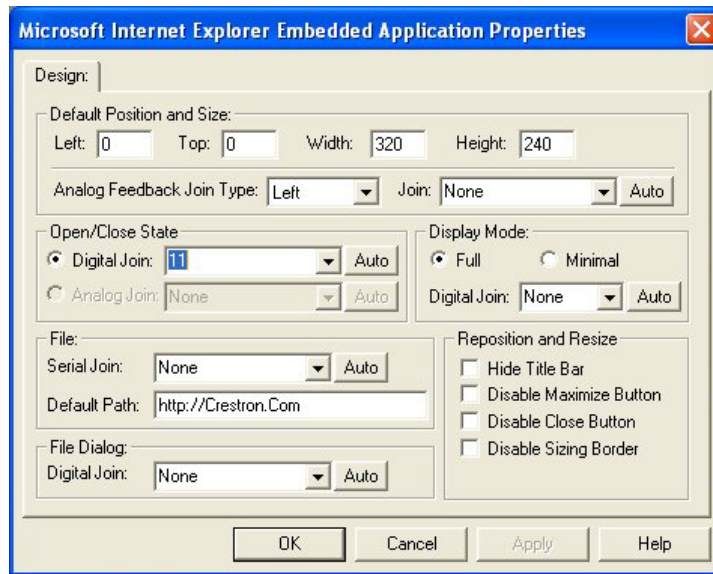 Microsoft Internet Explorer Embedded Application Properties
Design:
Default Position and Size:
Left: 0 Top: 0 Width: 320 Height: 240
Analog Feedback Join Type: Left Join: None Auto
Open/Close State
Digital Join: 11 Auto
Analog Join: None Auto
Display Mode:
Full Minimal
Digital Join: None Auto
File:
Serial Join: None Auto
Default Path: http://Crestron.Com
File Dialog:
Digital Join: None Auto
Reposition and Resize
Hide Title Bar
Disable Maximize Button
Disable Close Button
Disable Sizing Border
OK Cancel Apply Help